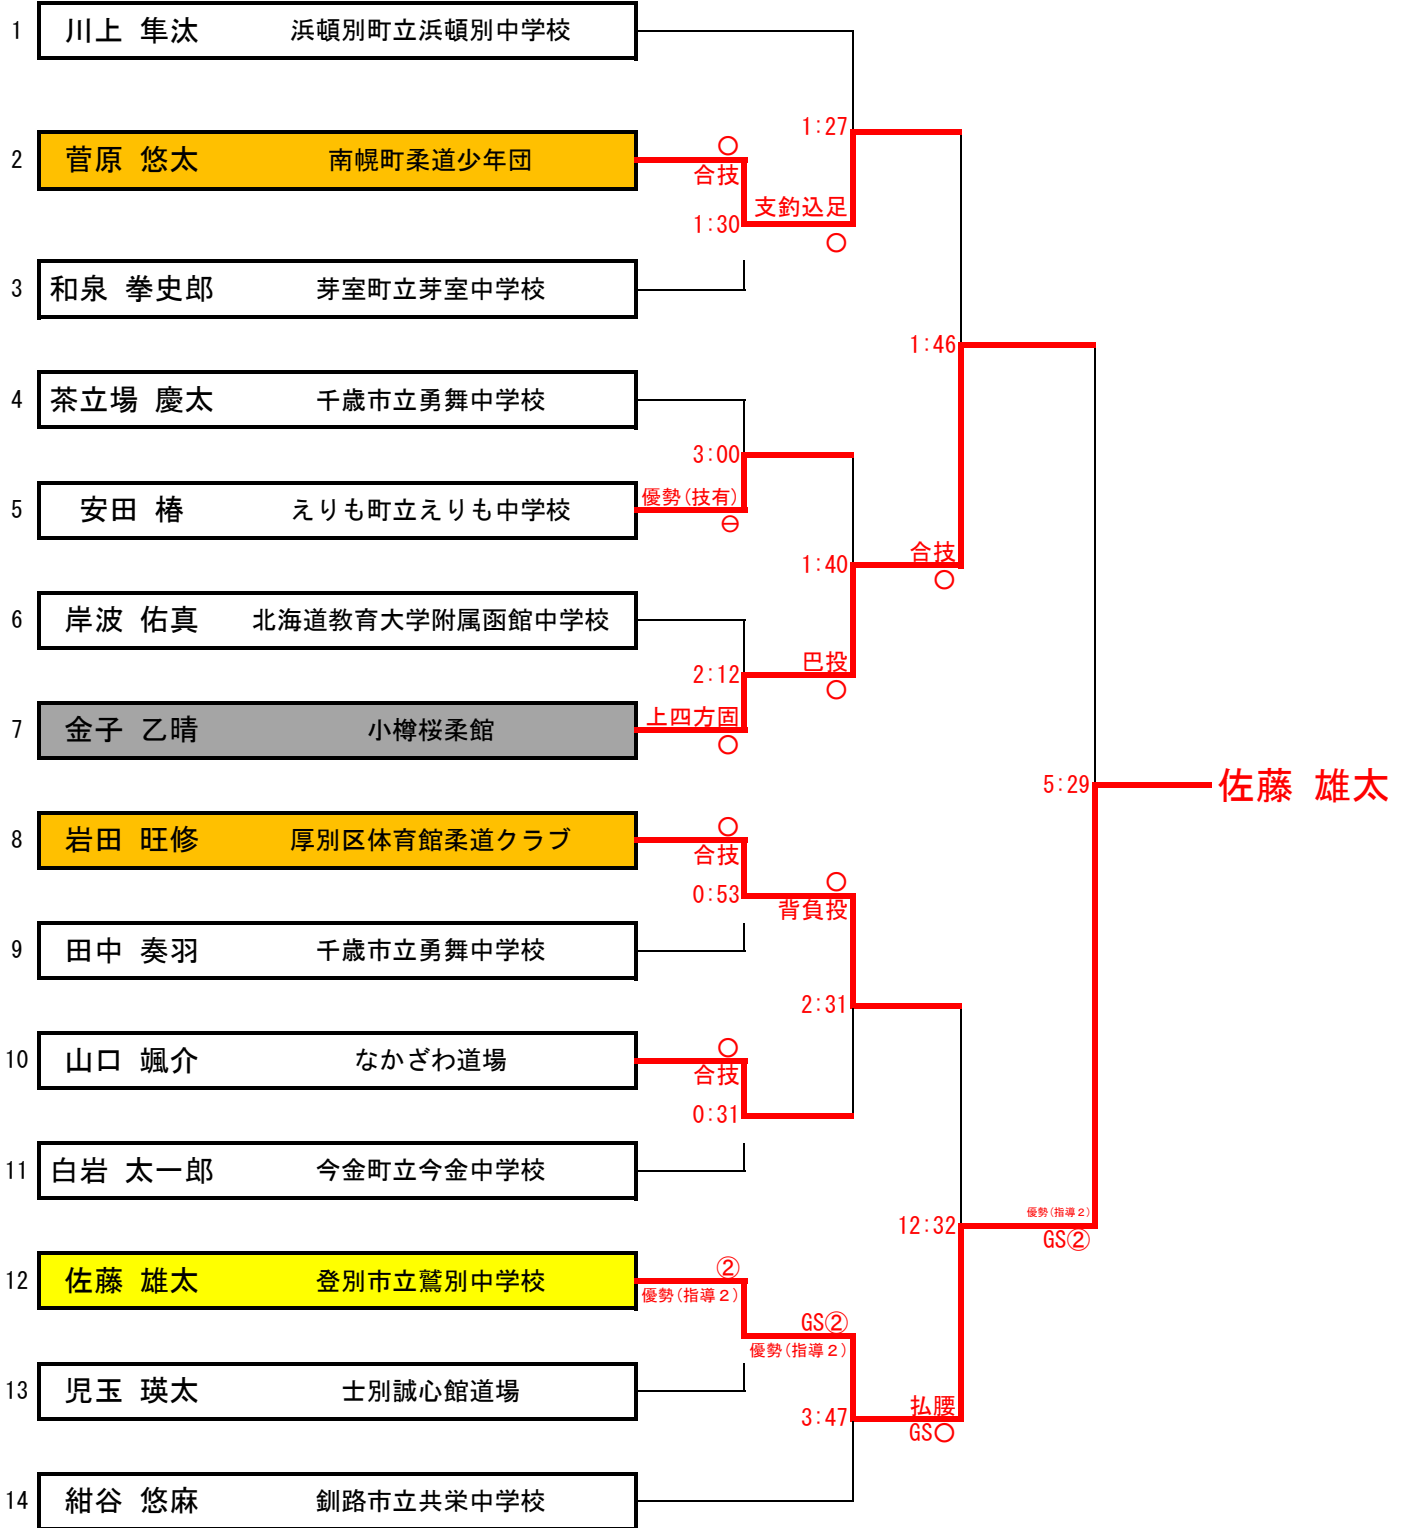 1 川上 隼汰 浜頓別町立浜頓別中学校
1:27
2 菅原 悠太 南幌町柔道少年団
○
合技
支釣込足
1:30
○
3 和泉 拳史郎 芽室町立芽室中学校
1:46
4 茶立場 慶太 千歳市立勇舞中学校
3:00
5 安田 椿 えりも町立えりも中学校
優勢(技有)
⊖
合技
1:40
○
6 岸波 佑真 北海道教育大学附属函館中学校
巴投
2:12
○
7 金子 乙晴 小樽桜柔館
上四方固
○
5:29
佐藤 雄太
8 岩田 旺修 厚別区体育館柔道クラブ
○
合技
○
0:53
背負投
9 田中 奏羽 千歳市立勇舞中学校
2:31
10 山口 颯介 なかざわ道場
○
合技
0:31
11 白岩 太一郎 今金町立今金中学校
優勢(指導2)
12:32
GS②
12 佐藤 雄太 登別市立鷲別中学校
②
優勢(指導2)
GS②
優勢(指導2)
13 児玉 瑛太 士別誠心館道場
払腰
3:47
GS○
14 紺谷 悠麻 釧路市立共栄中学校